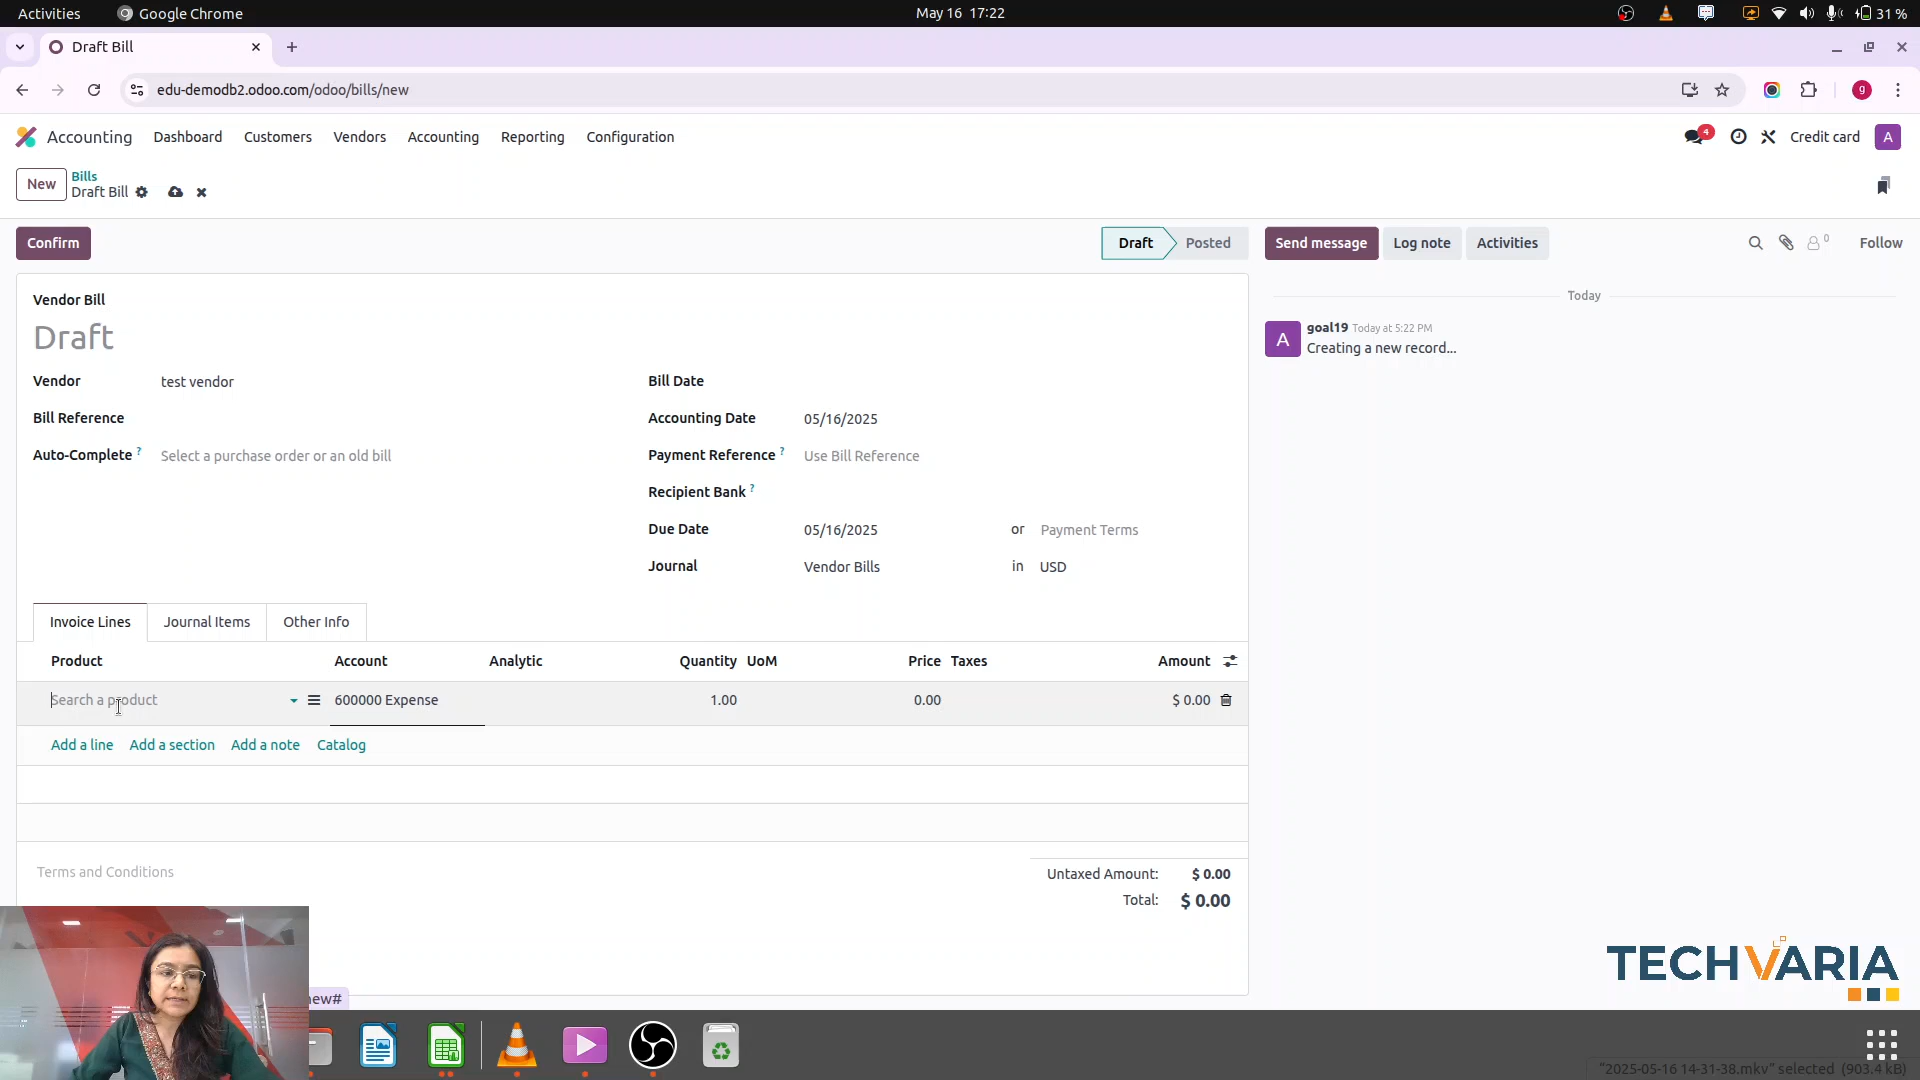 Activities Google Chrome May 16 17:22 31 %
Draft Bill
edu-demodb2.odoo.com/odoo/bills/new g
Accounting Dashboard Customers Vendors Accounting Reporting Configuration 4 Credit card A
New Bills
Draft Bill
Confirm Draft Posted Send message Log note Activities 0 Follow
Vendor Bill
Draft
Today
goal19 Today at 5:22 PM
A Creating a new record...
Vendor test vendor Bill Date
Bill Reference Accounting Date 05/16/2025
Auto-Complete ? Select a purchase order or an old bill Payment Reference ? Use Bill Reference
Recipient Bank ?
Due Date 05/16/2025 or Payment Terms
Journal Vendor Bills in USD
Invoice Lines Journal Items Other Info
Product Account Analytic Quantity UoM Price Taxes Amount
Search a product 600000 Expense 1.00 0.00 $ 0.00
Add a line Add a section Add a note Catalog
Terms and Conditions Untaxed Amount: $ 0.00
Total: $ 0.00
TECHVARIA
new#
"2025-05-16 14-31-38.mkv" selected (903.4 kB)